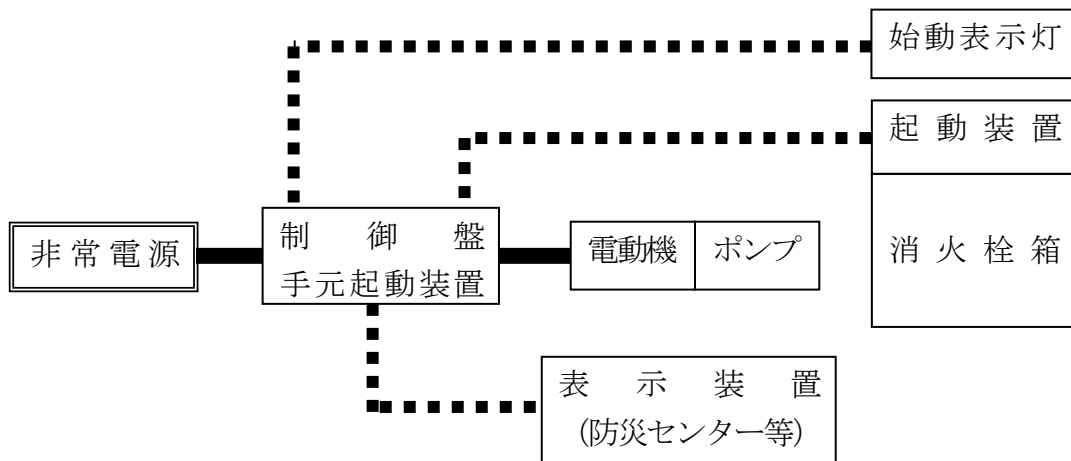 始動表示灯
起動装置
消火栓箱
非常電源
制御盤
手元起動装置
電動機
ポンプ
表示装置
(防災センター等)